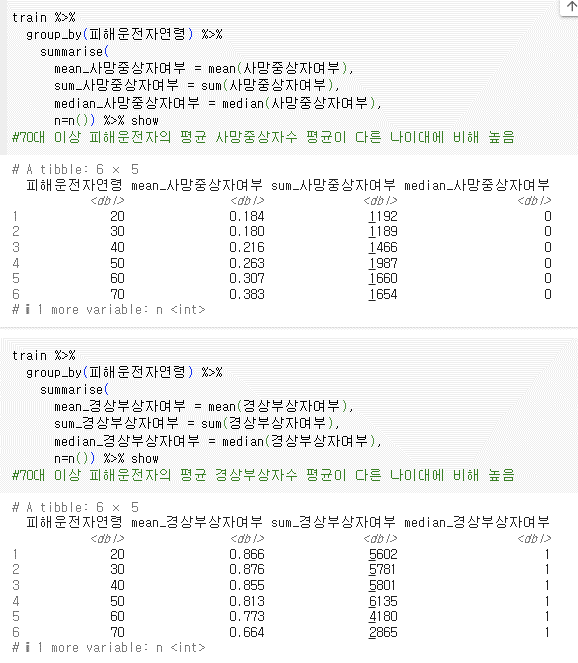 train %>%
group_by(피해운전자연령) %>%
summarise(
mean_사망중상자여부 = mean(사망중상자여부),
sum_사망중상자여부 = sum(사망중상자여부),
median_사망중상자여부 = median(사망중상자여부),
n=n()) %>% show
#70대 이상 피해운전자의 평균 사망중상자수 평균이 다른 나이대에 비해 높음
# A tibble: 6 × 5
피해운전자연령 mean_사망중상자여부 sum_사망중상자여부 median_사망중상자여부
<dbl> <dbl> <dbl> <dbl>
1 20 0.184 1192 0
2 30 0.180 1189 0
3 40 0.216 1466 0
4 50 0.263 1987 0
5 60 0.307 1660 0
6 70 0.383 1654 0
# ℹ 1 more variable: n <int>
train %>%
group_by(피해운전자연령) %>%
summarise(
mean_경상부상자여부 = mean(경상부상자여부),
sum_경상부상자여부 = sum(경상부상자여부),
median_경상부상자여부 = median(경상부상자여부),
n=n()) %>% show
#70대 이상 피해운전자의 평균 경상부상자수 평균이 다른 나이대에 비해 높음
# A tibble: 6 × 5
피해운전자연령 mean_경상부상자여부 sum_경상부상자여부 median_경상부상자여부
<dbl> <dbl> <dbl> <dbl>
1 20 0.866 5602 1
2 30 0.876 5781 1
3 40 0.855 5801 1
4 50 0.813 6135 1
5 60 0.773 4180 1
6 70 0.664 2865 1
# ℹ 1 more variable: n <int>